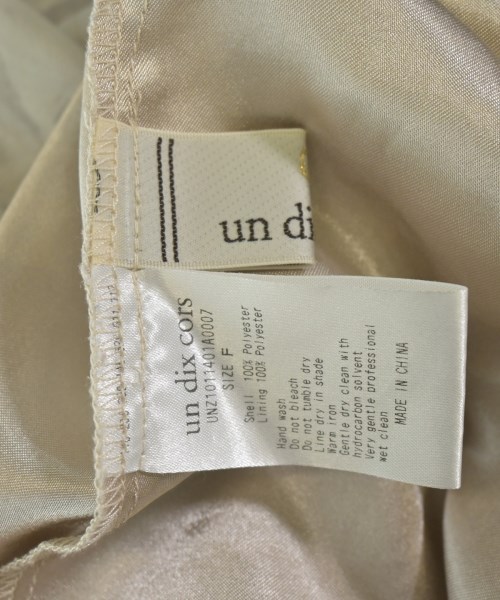 un di
un dix cors
UNZ1011401A0007
SIZE F
Shell 100% Polyester
Lining 100% Polyester
Hand wash
Do not bleach
Do not tumble dry
Line dry in shade
Warm iron
Gentle dry clean with
hydrocarbon solvent
Very gentle professional
wet clean
MADE IN CHINA